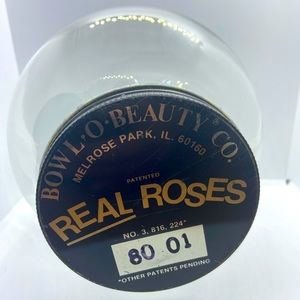 BOWL·O·BEAUTY CO.
MELROSE PARK, IL. 60160
PATENTED
REAL ROSES
NO. 3, 816, 224*
80 01
*OTHER PATENTS PENDING